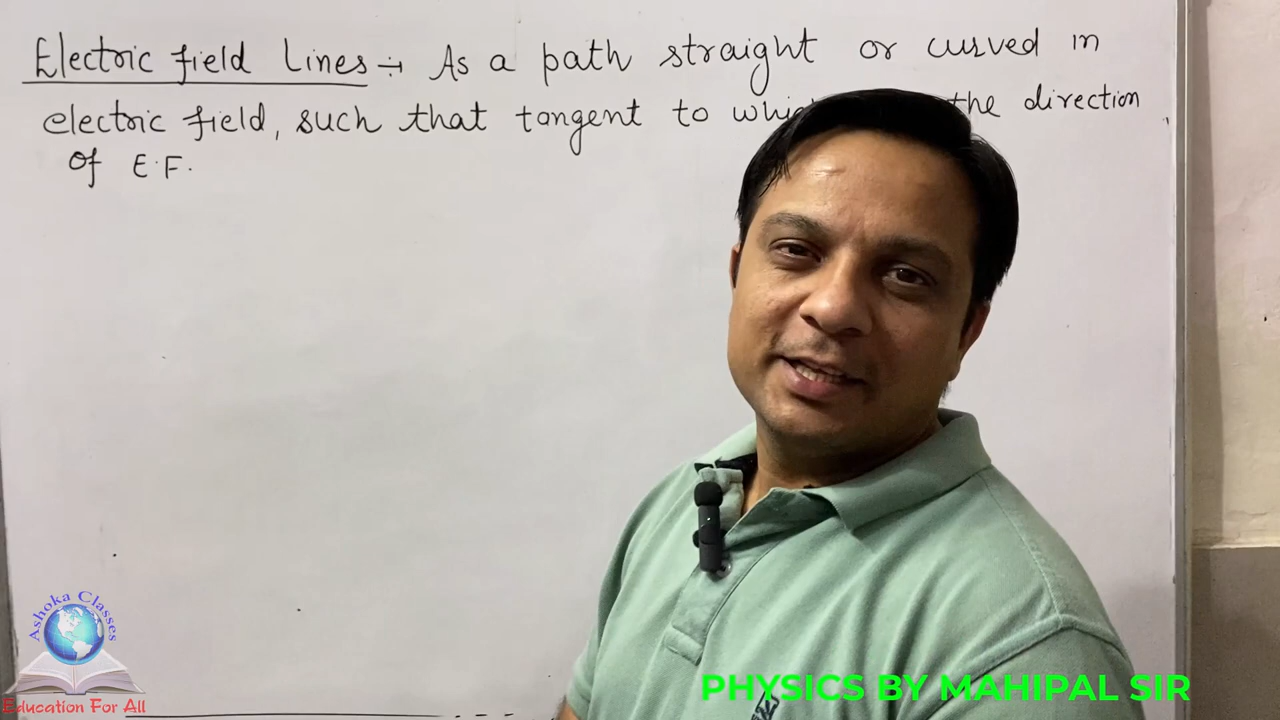 Electric field Lines :- As a path straight or curved in
electric field, such that tangent to the direction
of E.F.
Ashoka Classes
Education For All
PHYSICS BY MAHIPAL SIR